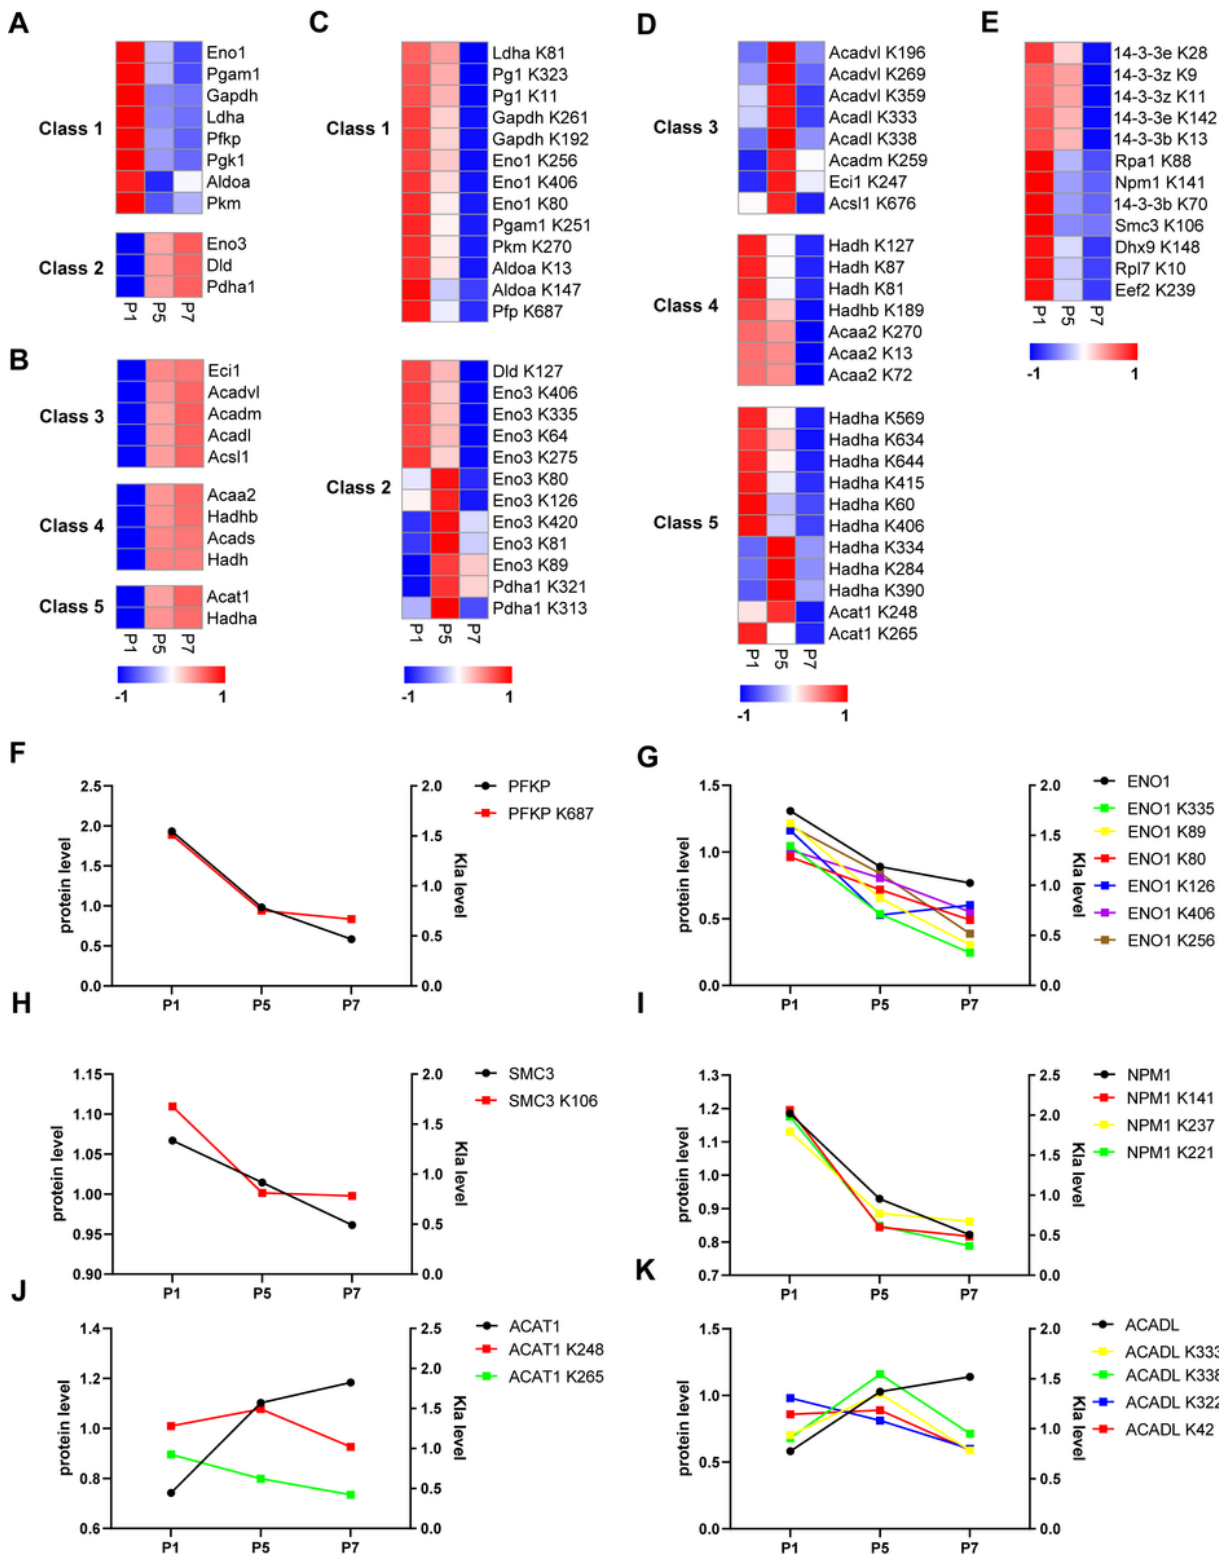 A
Eno1
Pgam1
Gapdh
Ldha
Pfkp
Pgk1
Aldoa
Pkm
Class 1
Eno3
Dld
Pdha1
Class 2
P1 P5 P7
B
Eci1
Acadvl
Acadm
Acadl
Acsl1
Class 3
Acaa2
Hadhb
Acads
Hadh
Class 4
Acat1
Hadha
Class 5
P1 P5 P7
-1 1
C
Ldha K81
Pg1 K323
Pg1 K11
Gapdh K261
Gapdh K192
Eno1 K256
Eno1 K406
Eno1 K80
Pgam1 K251
Pkm K270
Aldoa K13
Aldoa K147
Pfp K687
Class 1
Dld K127
Eno3 K406
Eno3 K335
Eno3 K64
Eno3 K275
Eno3 K80
Eno3 K126
Eno3 K420
Eno3 K81
Eno3 K89
Pdha1 K321
Pdha1 K313
Class 2
P1 P5 P7
-1 1
D
Acadvl K196
Acadvl K269
Acadvl K359
Acadl K333
Acadl K338
Acadm K259
Eci1 K247
Acsl1 K676
Class 3
Hadh K127
Hadh K87
Hadh K81
Hadhb K189
Acaa2 K270
Acaa2 K13
Acaa2 K72
Class 4
Hadha K569
Hadha K634
Hadha K644
Hadha K415
Hadha K60
Hadha K406
Hadha K334
Hadha K284
Hadha K390
Acat1 K248
Acat1 K265
Class 5
P1 P5 P7
-1 1
E
14-3-3e K28
14-3-3z K9
14-3-3z K11
14-3-3e K142
14-3-3b K13
Rpa1 K88
Npm1 K141
14-3-3b K70
Smc3 K106
Dhx9 K148
Rpl7 K10
Eef2 K239
P1 P5 P7
-1 1
F
2.5
2.0
1.5
1.0
0.5
0.0
protein level
P1 P5 P7
2.0
1.5
1.0
0.5
0.0
Kla level
PFKP
PFKP K687
G
1.5
1.0
0.5
0.0
protein level
P1 P5 P7
2.0
1.5
1.0
0.5
0.0
Kla level
ENO1
ENO1 K335
ENO1 K89
ENO1 K80
ENO1 K126
ENO1 K406
ENO1 K256
H
1.15
1.10
1.05
1.00
0.95
0.90
protein level
P1 P5 P7
2.0
1.5
1.0
0.5
0.0
Kla level
SMC3
SMC3 K106
I
1.3
1.2
1.1
1.0
0.9
0.8
0.7
protein level
P1 P5 P7
2.5
2.0
1.5
1.0
0.5
0.0
Kla level
NPM1
NPM1 K141
NPM1 K237
NPM1 K221
J
1.4
1.2
1.0
0.8
0.6
protein level
P1 P5 P7
2.5
2.0
1.5
1.0
0.5
0.0
Kla level
ACAT1
ACAT1 K248
ACAT1 K265
K
1.5
1.0
0.5
0.0
protein level
P1 P5 P7
2.0
1.5
1.0
0.5
0.0
Kla level
ACADL
ACADL K333
ACADL K338
ACADL K322
ACADL K42